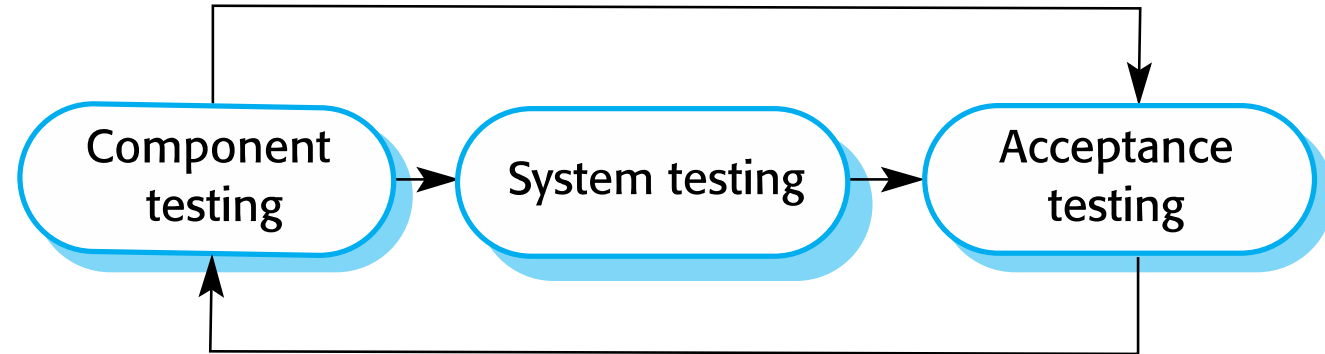 Component
testing
System testing
Acceptance
testing